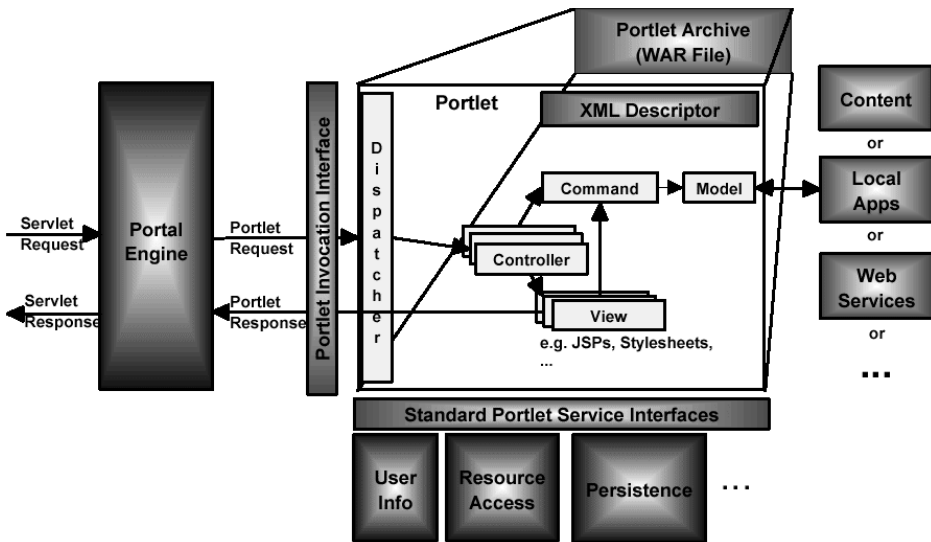 Portlet Archive
(WAR File)
Portlet
XML Descriptor
Content
or
Dispatcher
Command
Model
Local
Apps
or
Servlet
Request
Portal
Engine
Portlet
Request
Portlet Invocation Interface
Controller
Web
Services
or
...
Servlet
Response
Portlet
Response
View
e.g. JSPs, Stylesheets,
...
Standard Portlet Service Interfaces
User
Info
Resource
Access
Persistence
...